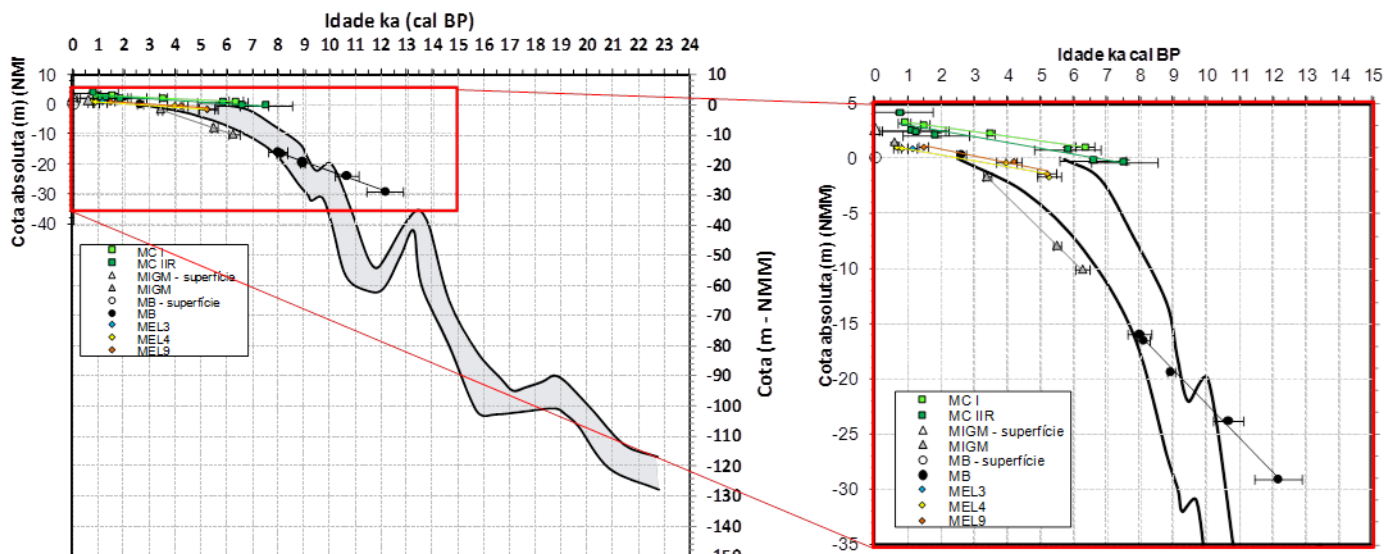 Idade ka (cal BP)
0 1 2 3 4 5 6 7 8 9 10 11 12 13 14 15 16 17 18 19 20 21 22 23 24
Cota absoluta (m) (NMM
10
0
-10
-20
-30
-40
10
0
-10
-20
-30
-40
-50
-60
-70
-80
-90
-100
-110
-120
-130
-140
-150
Cota (m - NMM)
MC I
MC IIR
MIGM - superfície
MIGM
MB - superfície
MB
MEL3
MEL4
MEL9
Idade ka cal BP
0 1 2 3 4 5 6 7 8 9 10 11 12 13 14 15
Cota absoluta (m) (NMM)
5
0
-5
-10
-15
-20
-25
-30
-35
MC I
MC IIR
MIGM - superfície
MIGM
MB - superfície
MB
MEL3
MEL4
MEL9